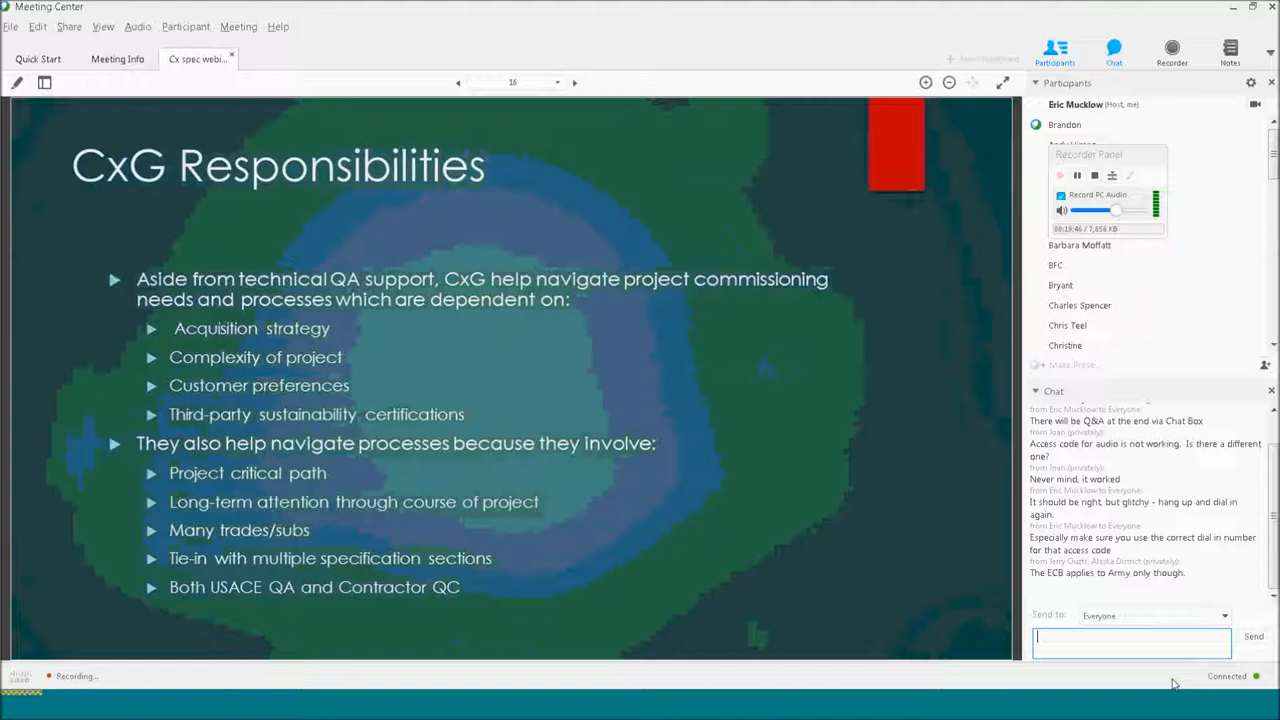 Meeting Center
File Edit Share View Audio Participant Meeting Help
Quick Start Meeting Info Cx spec webi...
Participants Chat Recorder Notes
16
CxG Responsibilities
Aside from technical QA support, CxG help navigate project commissioning
needs and processes which are dependent on:
Acquisition strategy
Complexity of project
Customer preferences
Third-party sustainability certifications
They also help navigate processes because they involve:
Project critical path
Long-term attention through course of project
Many trades/subs
Tie-in with multiple specification sections
Both USACE QA and Contractor QC
Participants
Eric Mucklow (Host, me)
Brandon
Recorder Panel
Record PC Audio
00:19:46 / 7,856 KB
Barbara Moffatt
BFC
Bryant
Charles Spencer
Chris Teel
Christine
Make Prese...
Chat
from Eric Mucklow to Everyone:
There will be Q&A at the end via Chat Box
from Joan (privately):
Access code for audio is not working. Is there a different
one?
from Joan (privately):
Never mind, it worked
from Eric Mucklow to Everyone:
It should be right, but glitchy - hang up and dial in
again.
from Eric Mucklow to Everyone:
Especially make sure you use the correct dial in number
for that access code
from Jerry Ouzts, Alaska District (privately):
The ECB applies to Army only though.
Send to: Everyone
Send
Recording...
Connected